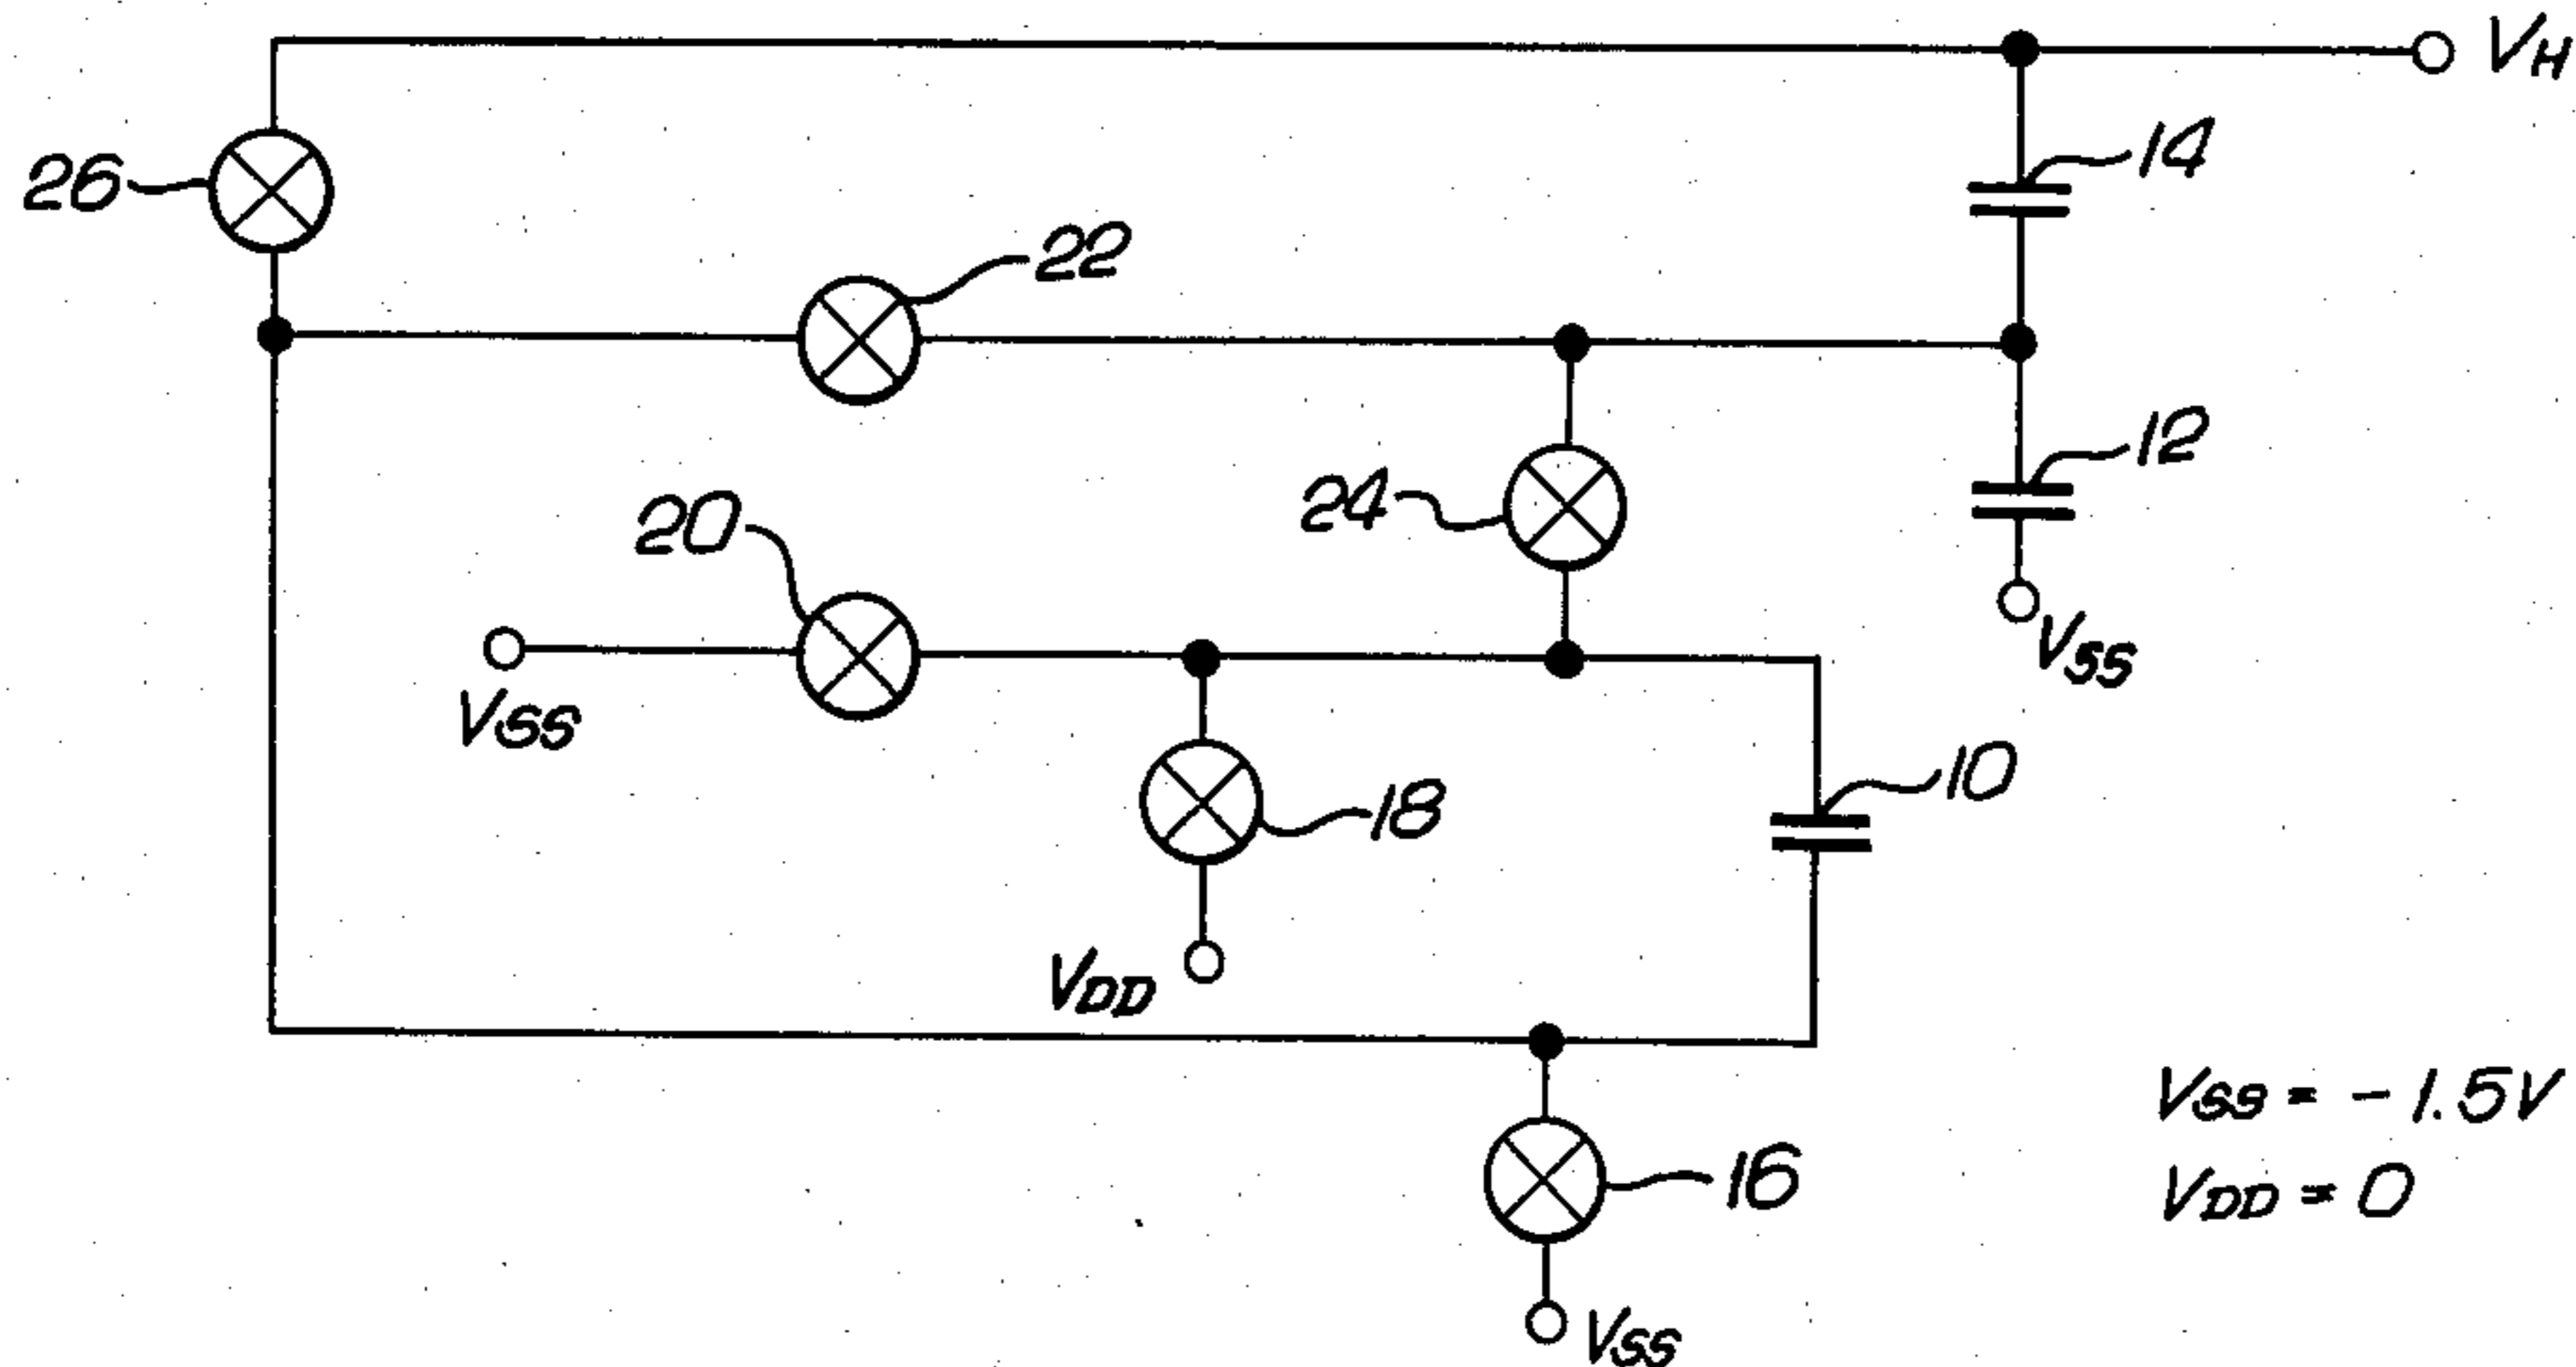 VH
14
26
22
12
24
20
VSS
VSS
10
18
VDD
VSS = - 1.5V
16
VDD = 0
VSS